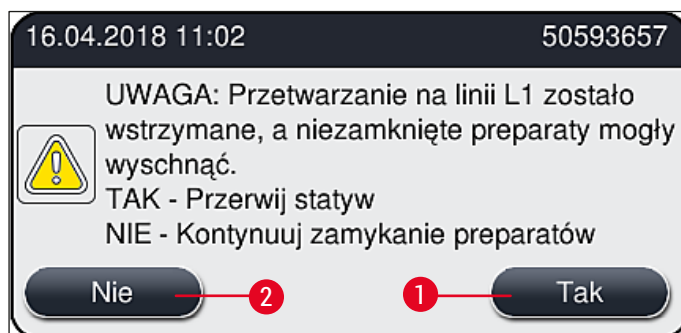 16.04.2018 11:02 50593657
UWAGA: Przetwarzanie na linii L1 zostało
wstrzymane, a niezamknięte preparaty mogły
wyschnąć.
TAK - Przerwij statyw
NIE - Kontynuuj zamykanie preparatów
Nie 2 1 Tak